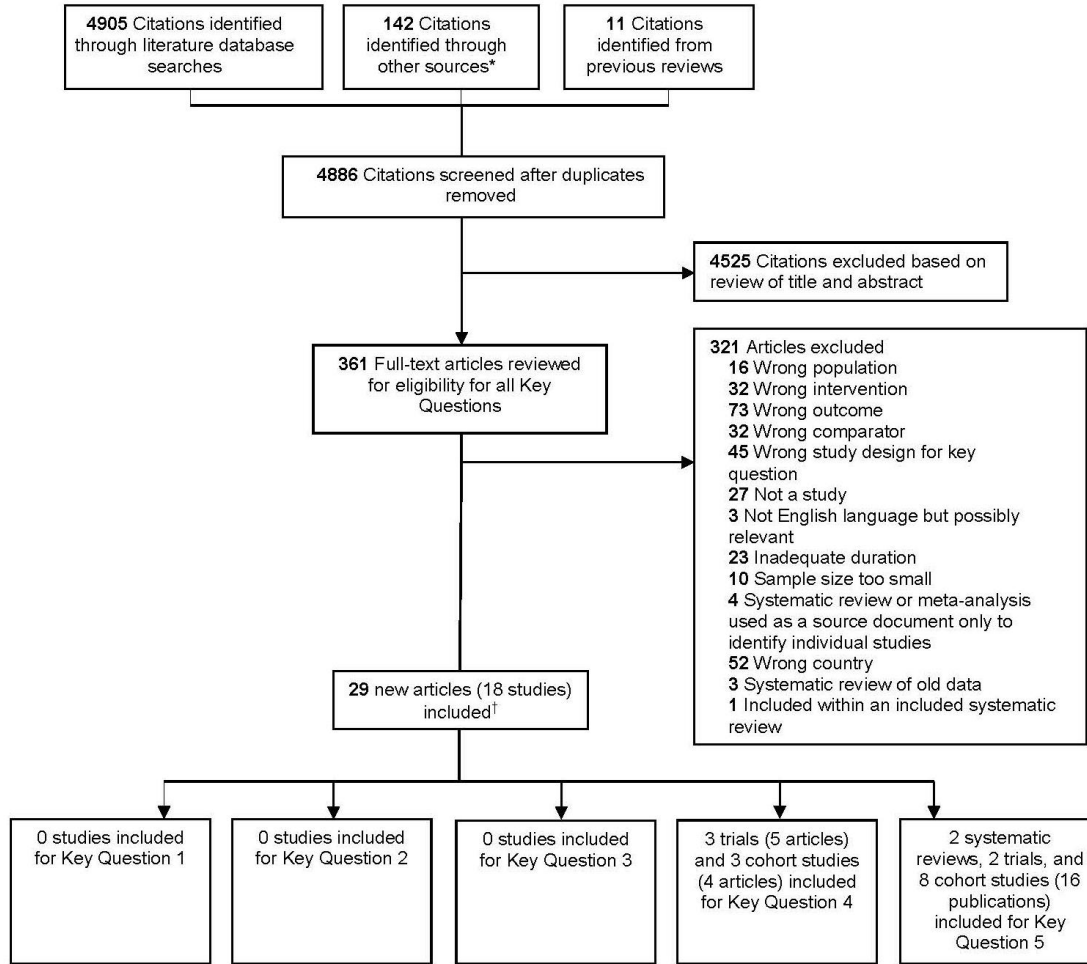 4905 Citations identified
through literature database
searches
142 Citations
identified through
other sources*
11 Citations
identified from
previous reviews
4886 Citations screened after duplicates
removed
4525 Citations excluded based on
review of title and abstract
361 Full-text articles reviewed
for eligibility for all Key
Questions
321 Articles excluded
16 Wrong population
32 Wrong intervention
73 Wrong outcome
32 Wrong comparator
45 Wrong study design for key
question
27 Not a study
3 Not English language but possibly
relevant
23 Inadequate duration
10 Sample size too small
4 Systematic review or meta-analysis
used as a source document only to
identify individual studies
52 Wrong country
3 Systematic review of old data
1 Included within an included systematic
review
29 new articles (18 studies)
included†
0 studies included
for Key Question 1
0 studies included
for Key Question 2
0 studies included
for Key Question 3
3 trials (5 articles)
and 3 cohort studies
(4 articles) included
for Key Question 4
2 systematic
reviews, 2 trials, and
8 cohort studies (16
publications)
included for Key
Question 5